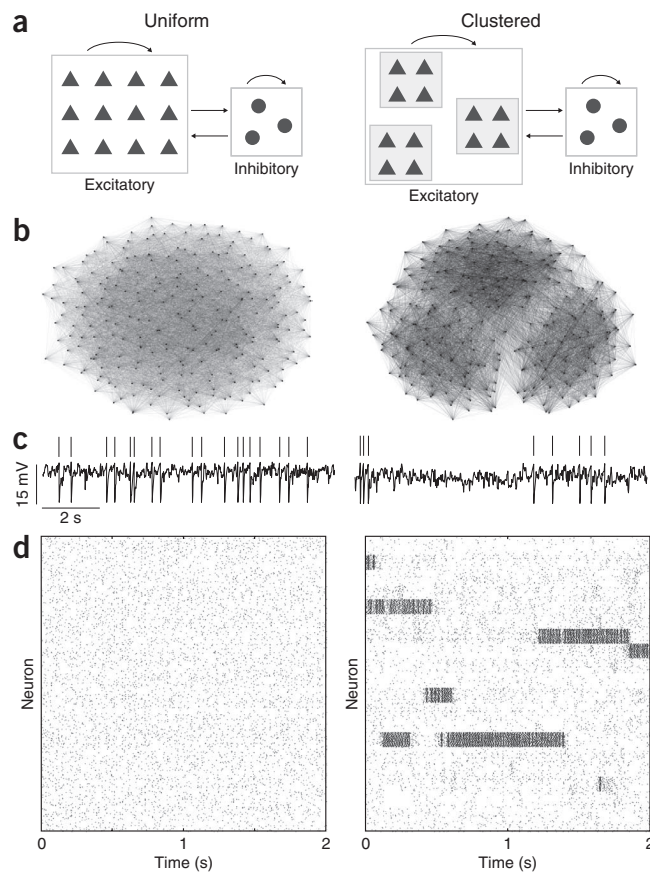 a
Uniform
Clustered
Excitatory
Inhibitory
Excitatory
Inhibitory
b
c
15 mV
2 s
d
Neuron
0
1
2
Time (s)
Neuron
0
1
2
Time (s)